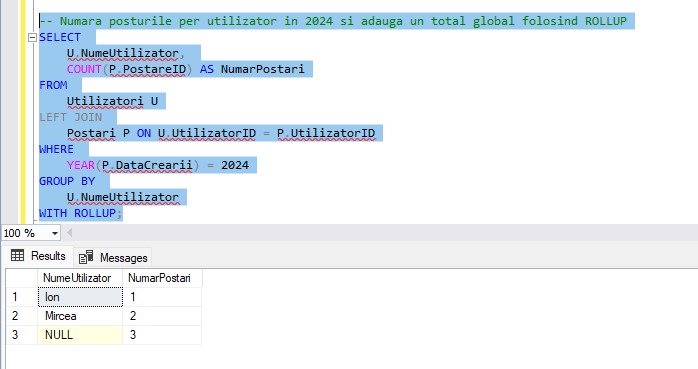 -- Numara posturile per utilizator in 2024 si adauga un total global folosind ROLLUP
SELECT
U.NumeUtilizator,
COUNT(P.PostareID) AS NumarPostari
FROM
Utilizatori U
LEFT JOIN
Postari P ON U.UtilizatorID = P.UtilizatorID
WHERE
YEAR(P.DataCrearii) = 2024
GROUP BY
U.NumeUtilizator
WITH ROLLUP;
100 %
Results Messages
NumeUtilizator NumarPostari
1 Ion 1
2 Mircea 2
3 NULL 3